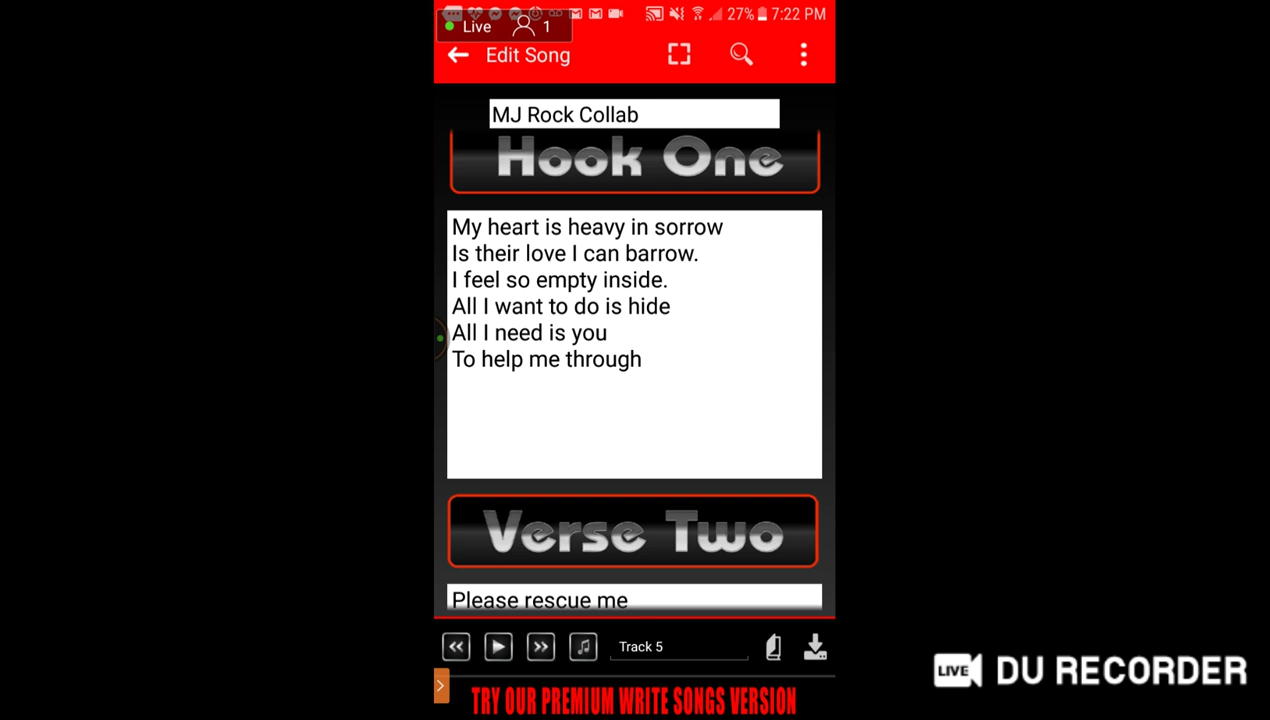 27% 7:22 PM
Live 1
Edit Song
MJ Rock Collab
Hook One
My heart is heavy in sorrow
Is their love I can barrow.
I feel so empty inside.
All I want to do is hide
All I need is you
To help me through
Verse Two
Please rescue me
Track 5
TRY OUR PREMIUM WRITE SONGS VERSION
LIVE DU RECORDER